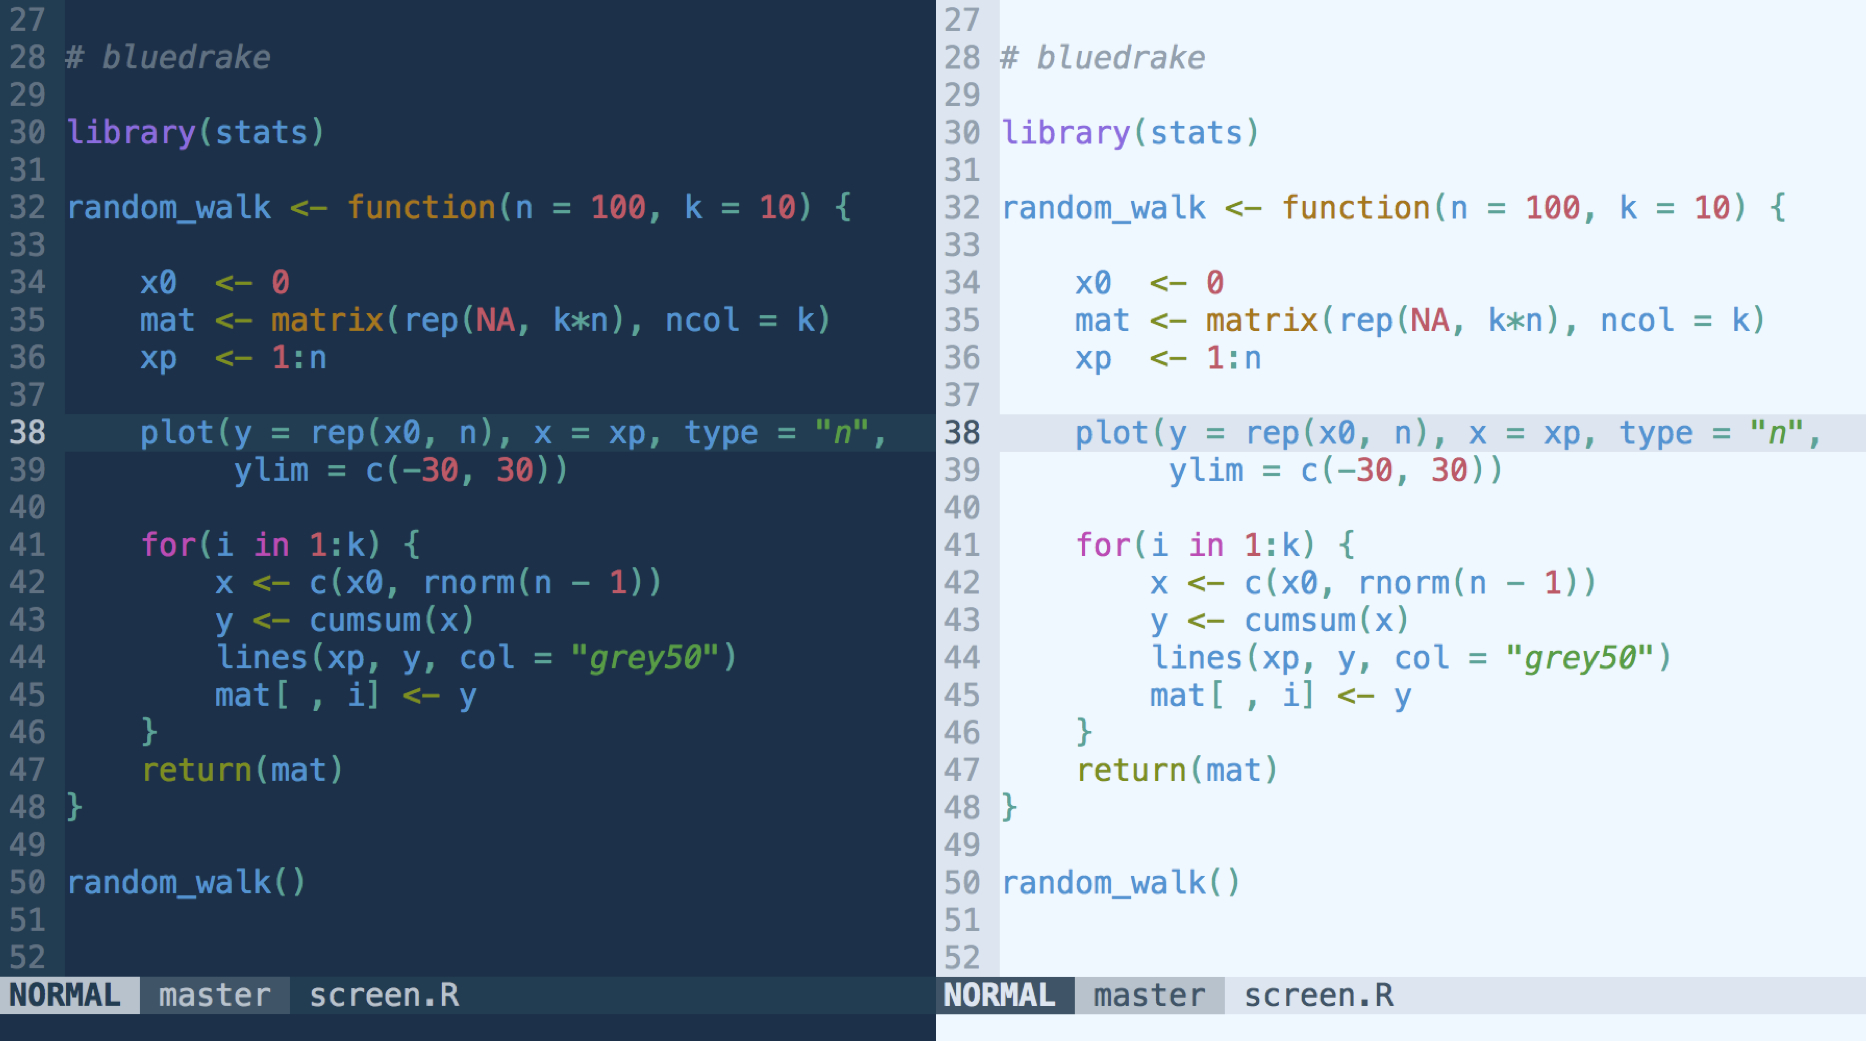 27
28 # bluedrake
29
30 library(stats)
31
32 random_walk <- function(n = 100, k = 10) {
33
34     x0  <- 0
35     mat <- matrix(rep(NA, k*n), ncol = k)
36     xp  <- 1:n
37
38     plot(y = rep(x0, n), x = xp, type = "n",
39          ylim = c(-30, 30))
40
41     for(i in 1:k) {
42         x <- c(x0, rnorm(n - 1))
43         y <- cumsum(x)
44         lines(xp, y, col = "grey50")
45         mat[ , i] <- y
46     }
47     return(mat)
48 }
49
50 random_walk()
51
52
NORMAL master screen.R
27
28 # bluedrake
29
30 library(stats)
31
32 random_walk <- function(n = 100, k = 10) {
33
34     x0  <- 0
35     mat <- matrix(rep(NA, k*n), ncol = k)
36     xp  <- 1:n
37
38     plot(y = rep(x0, n), x = xp, type = "n",
39          ylim = c(-30, 30))
40
41     for(i in 1:k) {
42         x <- c(x0, rnorm(n - 1))
43         y <- cumsum(x)
44         lines(xp, y, col = "grey50")
45         mat[ , i] <- y
46     }
47     return(mat)
48 }
49
50 random_walk()
51
52
NORMAL master screen.R